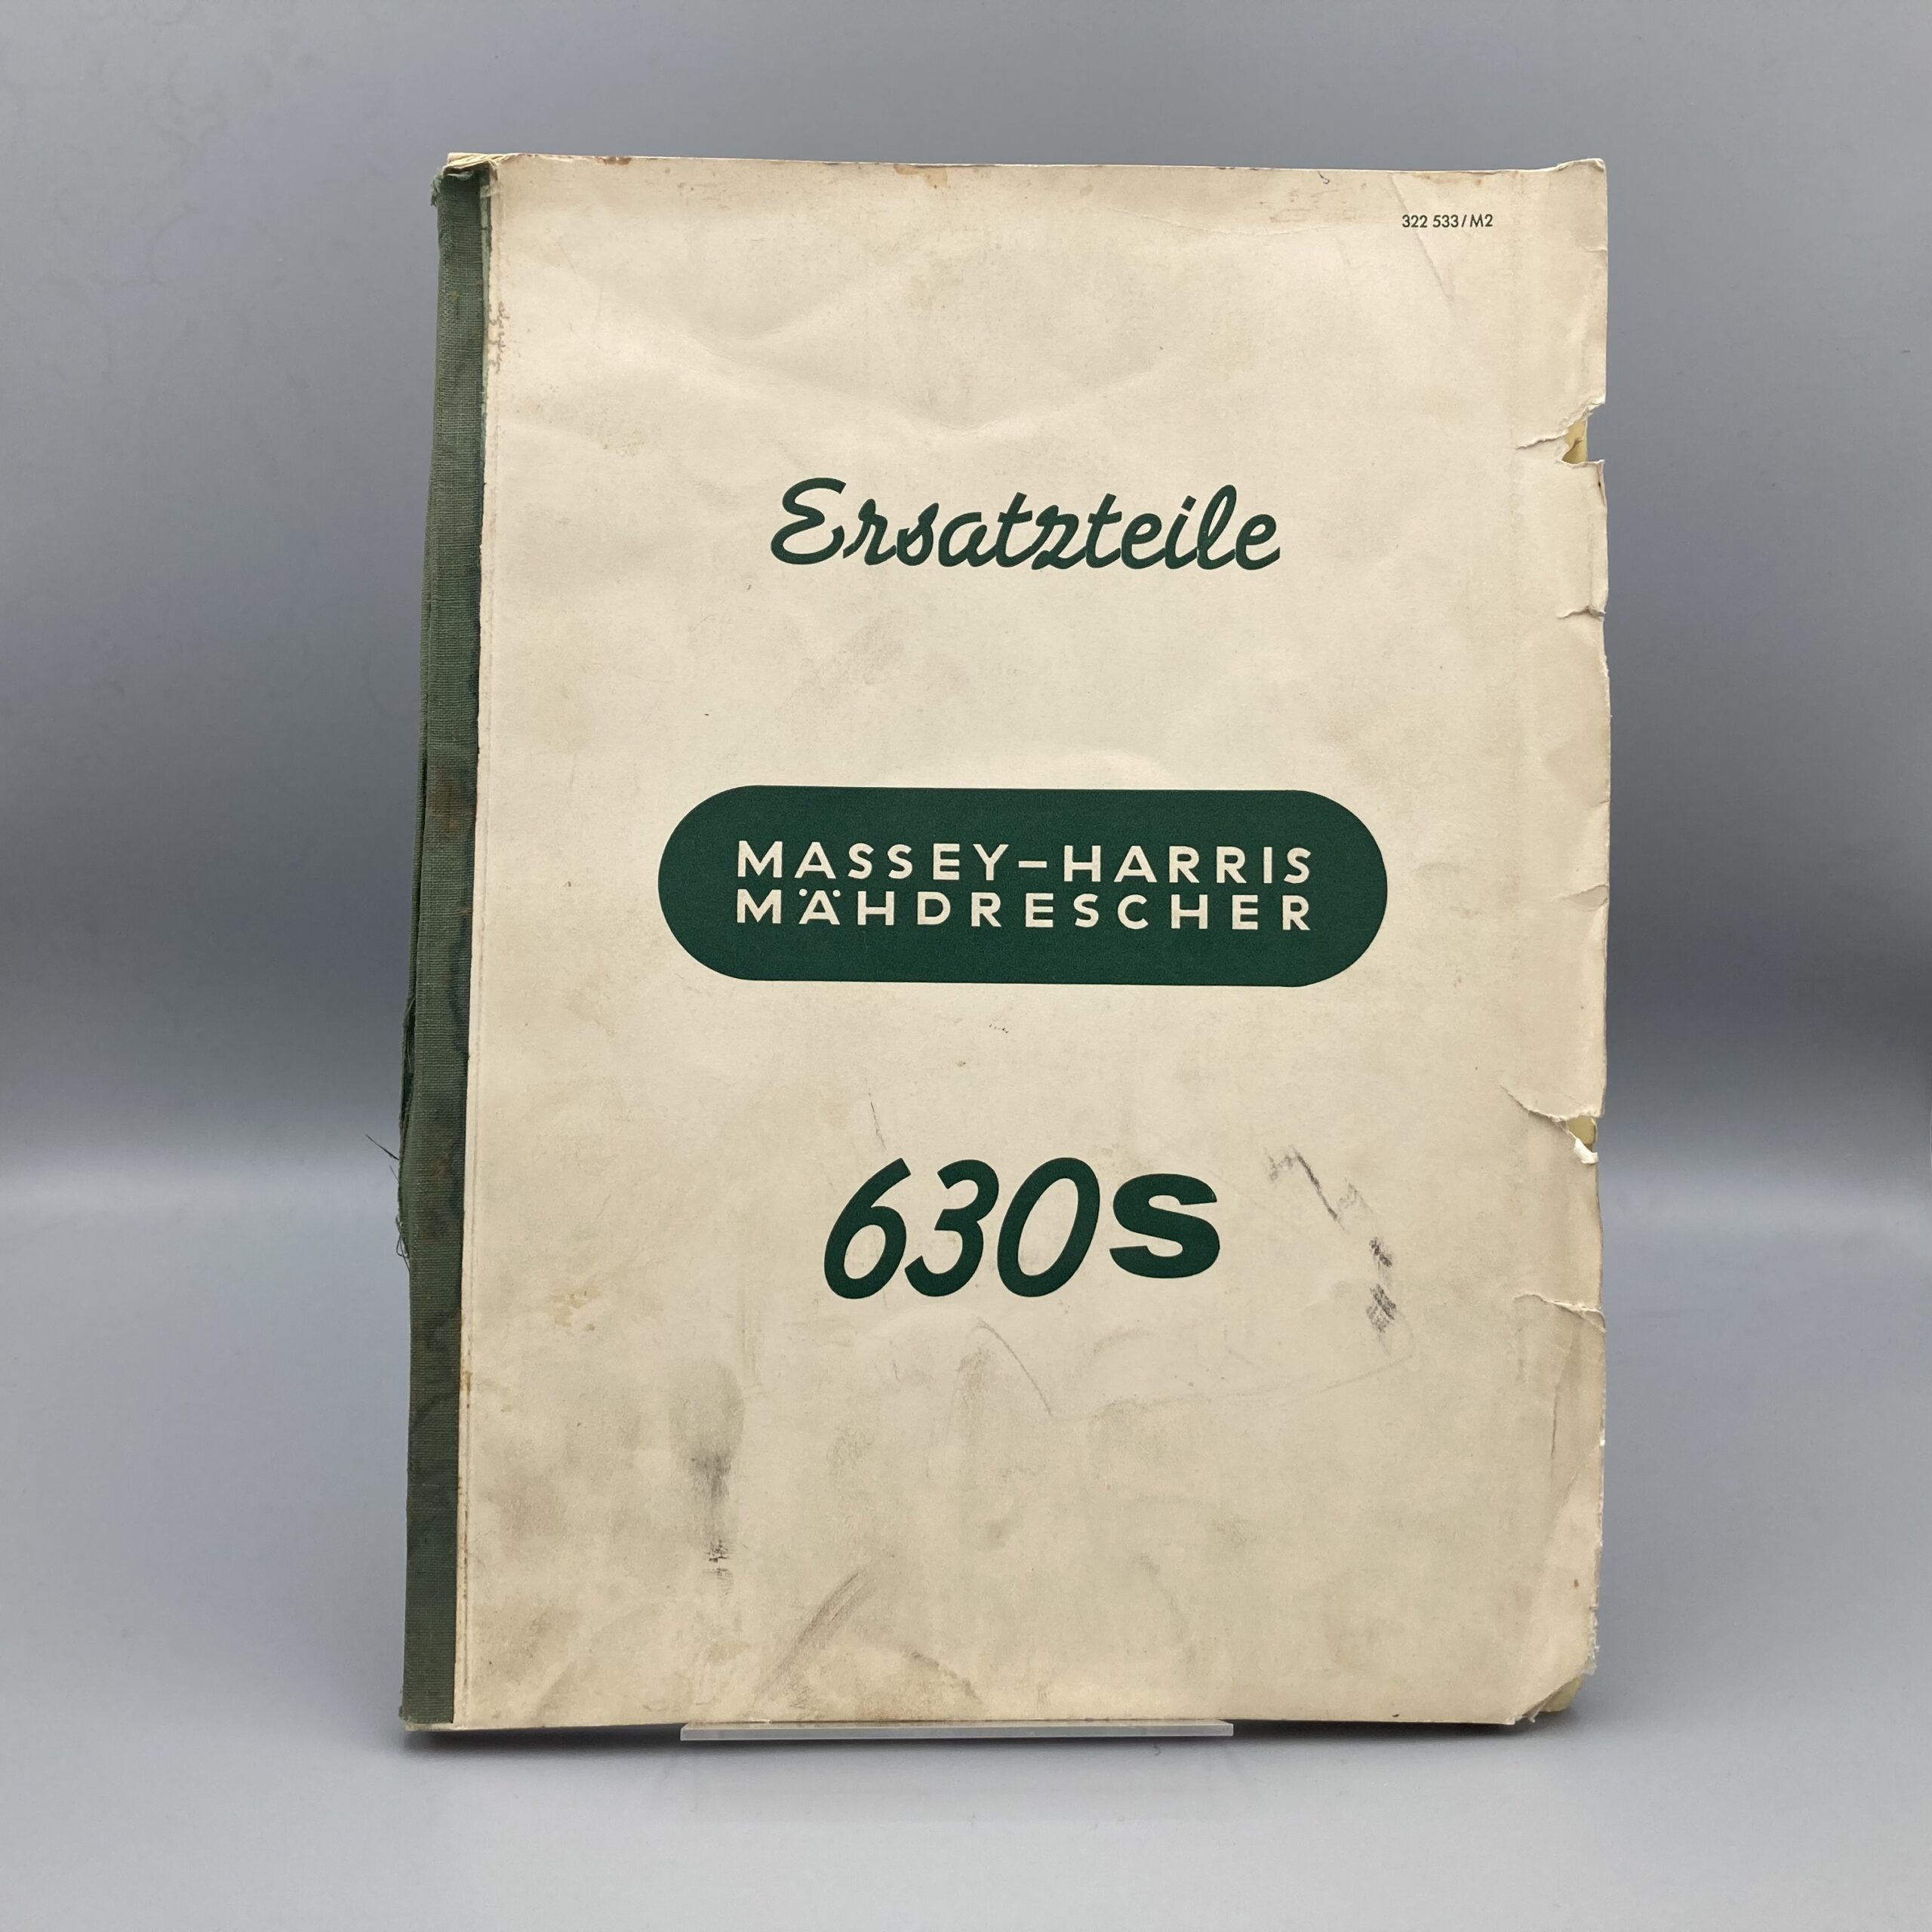 322 533/M2
Ersatzteile
MASSEY–HARRIS
MÄHDRESCHER
630S